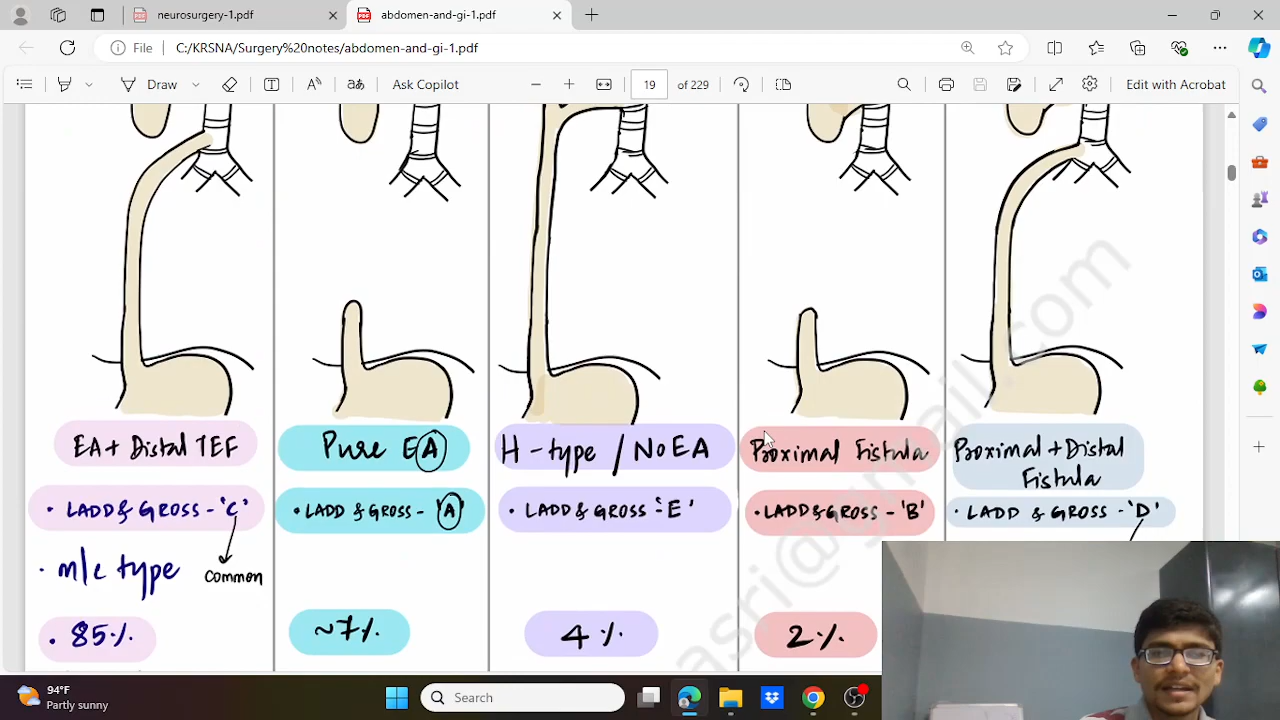 neurosurgery-1.pdf
abdomen-and-gi-1.pdf
File
C:/KRSNA/Surgery%20notes/abdomen-and-gi-1.pdf
Draw
Ask Copilot
19
of 229
Edit with Acrobat
EA + Distal TEF
Pure EA
H-type / No EA
Proximal Fistula
Proximal + Distal
Fistula
• LADD & GROSS - 'C'
• LADD & GROSS - 'A'
• LADD & GROSS - 'E'
• LADD & GROSS - 'B'
• LADD & GROSS - 'D'
• m/c type
Common
• 85%
~7%
4%
2%
asri@gmail.com
94°F
Partly sunny
Search